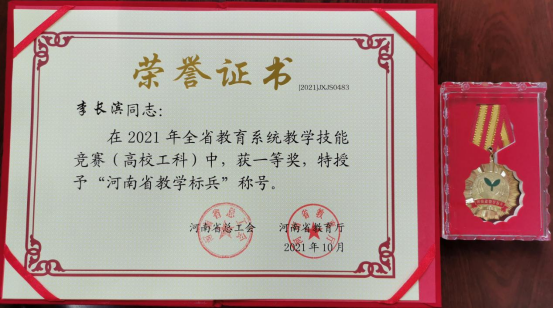 荣誉证书
[2021]JXJS0483
李长滨同志：
在2021年全省教育系统教学技能
竞赛（高校工科）中，获一等奖，特授
予“河南省教学标兵”称号。
河南省总工会 河南省教育厅
2021年10月